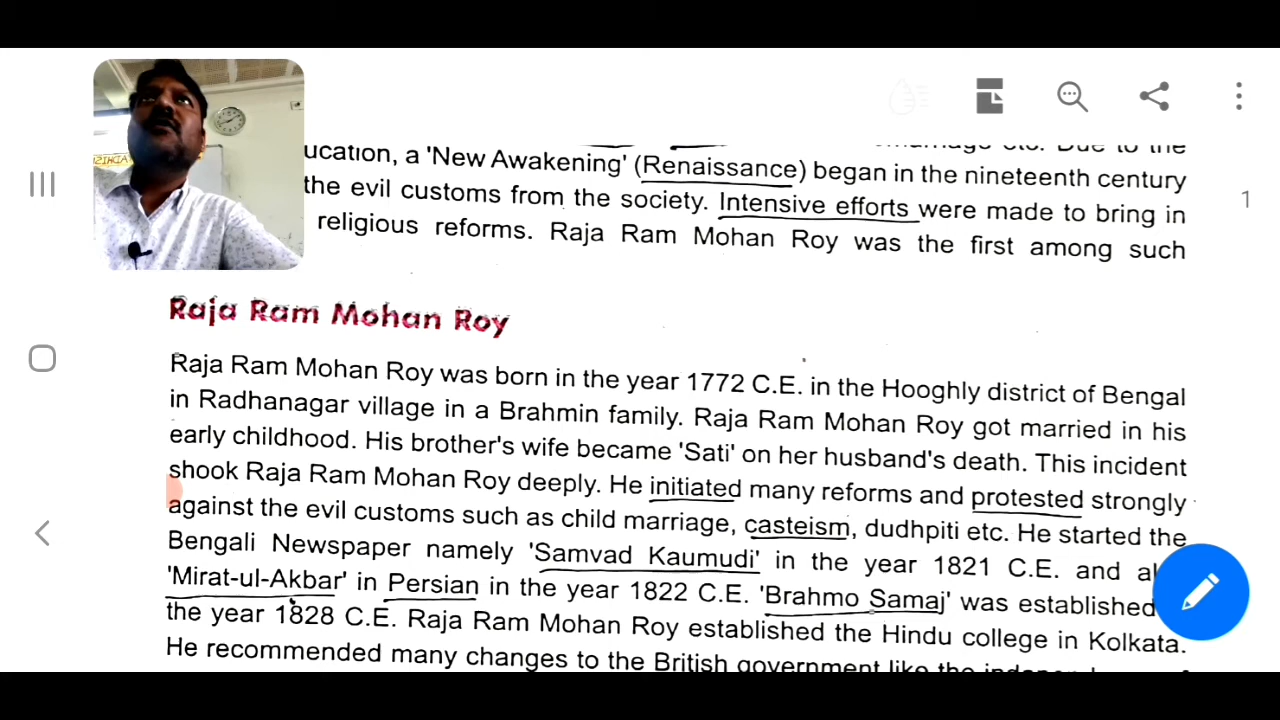 ucation, a 'New Awakening' (Renaissance) began in the nineteenth century
1
the evil customs from the society. Intensive efforts were made to bring in
religious reforms. Raja Ram Mohan Roy was the first among such
Raja Ram Mohan Roy
Raja Ram Mohan Roy was born in the year 1772 C.E. in the Hooghly district of Bengal
in Radhanagar village in a Brahmin family. Raja Ram Mohan Roy got married in his
early childhood. His brother's wife became 'Sati' on her husband's death. This incident
shook Raja Ram Mohan Roy deeply. He initiated many reforms and protested strongly
against the evil customs such as child marriage, casteism, dudhpiti etc. He started the
Bengali Newspaper namely 'Samvad Kaumudi' in the year 1821 C.E. and
'Mirat-ul-Akbar' in Persian in the year 1822 C.E. 'Brahmo Samaj' was established
the year 1828 C.E. Raja Ram Mohan Roy established the Hindu college in Kolkata.
He recommended many changes to the British government like the